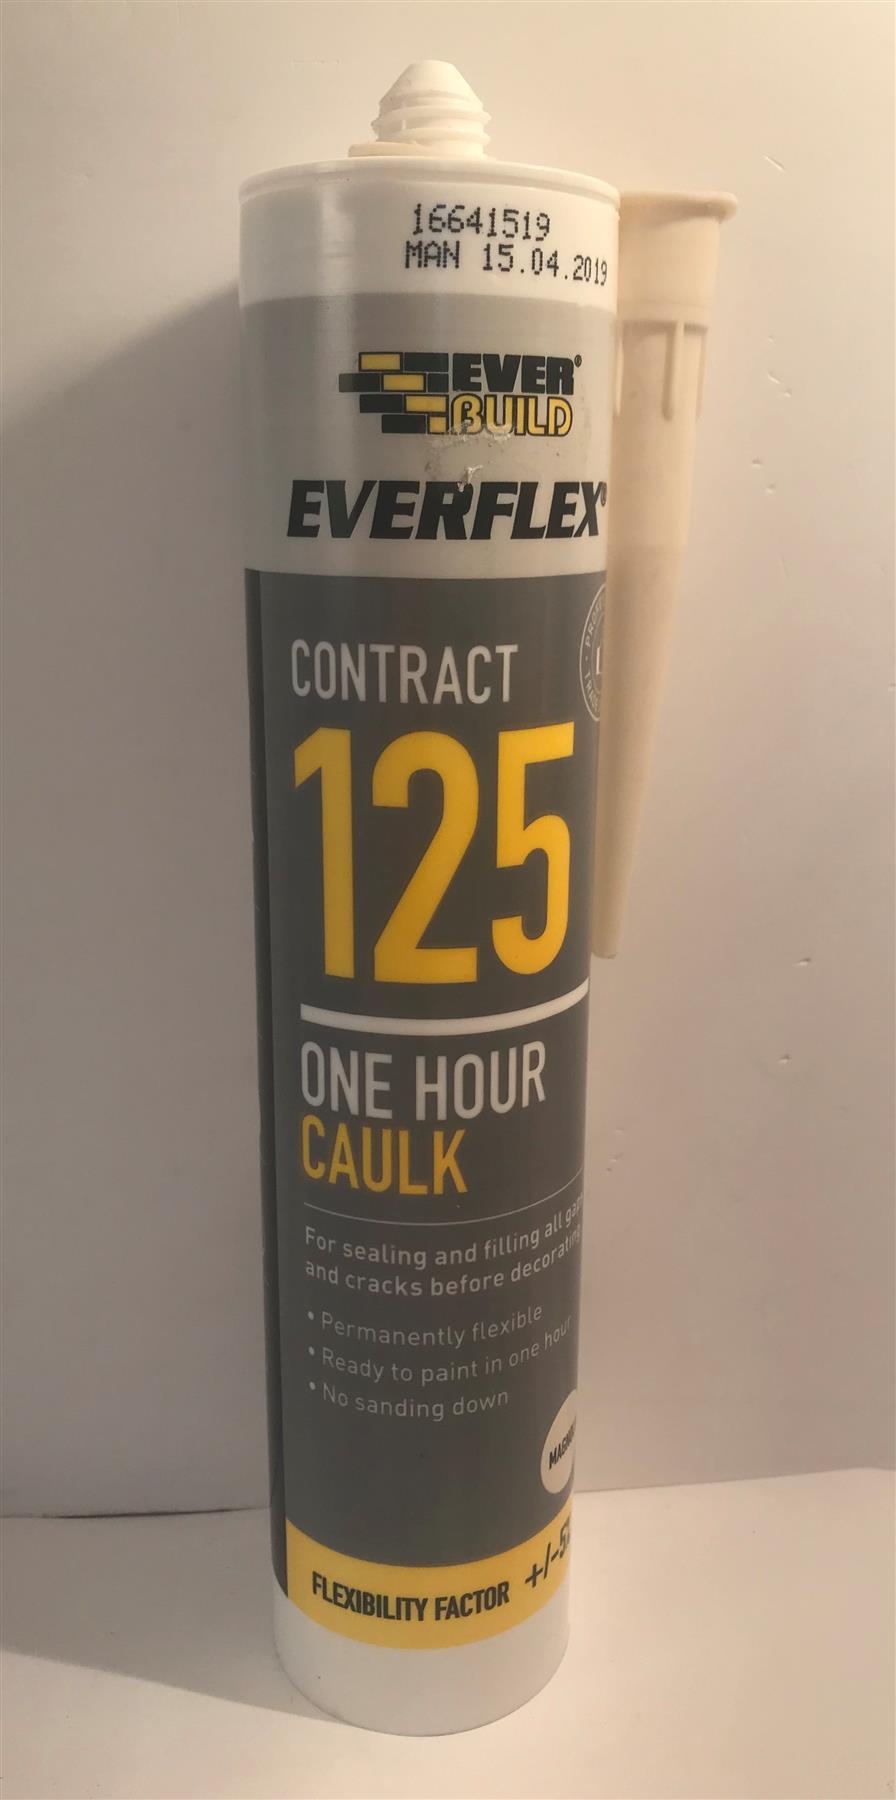 16641519
MAN 15.04.2019
EVER®
BUILD
EVERFLEX®
CONTRACT
125
ONE HOUR
CAULK
For sealing and filling all
and cracks before decorating
• Permanently flexible
• Ready to paint in one hour
• No sanding down
FLEXIBILITY FACTOR +/-5%